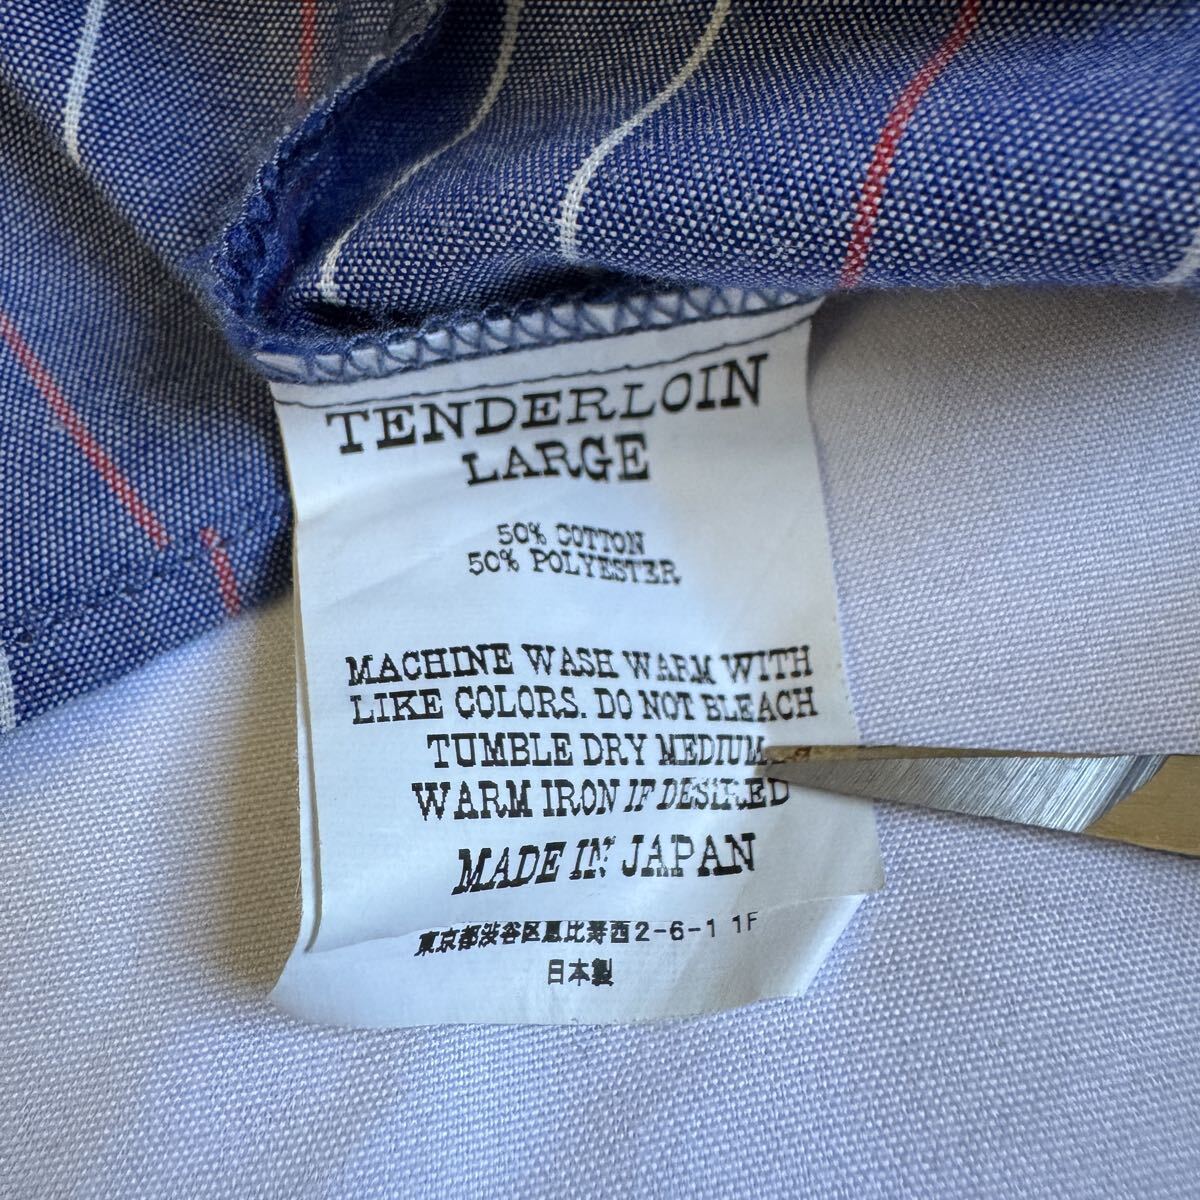 TENDERLOIN
LARGE
50% COTTON
50% POLYESTER
MACHINE WASH WARM WITH
LIKE COLORS. DO NOT BLEACH
TUMBLE DRY MEDIUM.
WARM IRON IF DESIRED
MADE IN JAPAN
東京都渋谷区恵比寿西2-6-1 1F
日本製